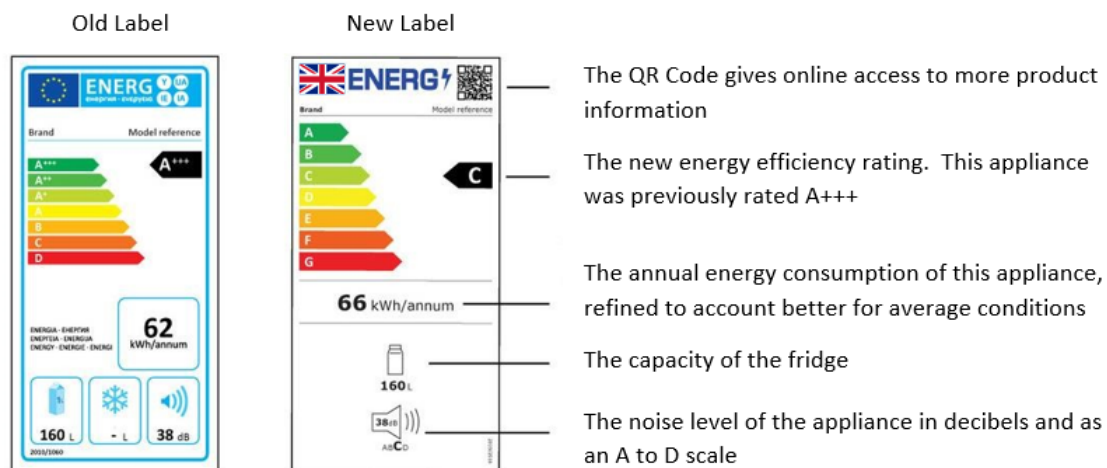 Old Label
New Label
ENERG
енергия · ενεργεια
Y
UA
IE
IA
Brand
Model reference
A+++
A++
A+
A
B
C
D
A+++
ENERGIA · ЕНЕРГИЯ
ΕΝΕΡΓΕΙΑ · ENERGIJA
ENERGY · ENERGIE · ENERGI
62
kWh/annum
160 L
- L
38 dB
2010/1060
ENERG
Brand
Model reference
A
B
C
D
E
F
G
C
66 kWh/annum
160 L
38dB
ABCD
The QR Code gives online access to more product
information
The new energy efficiency rating. This appliance
was previously rated A+++
The annual energy consumption of this appliance,
refined to account better for average conditions
The capacity of the fridge
The noise level of the appliance in decibels and as
an A to D scale